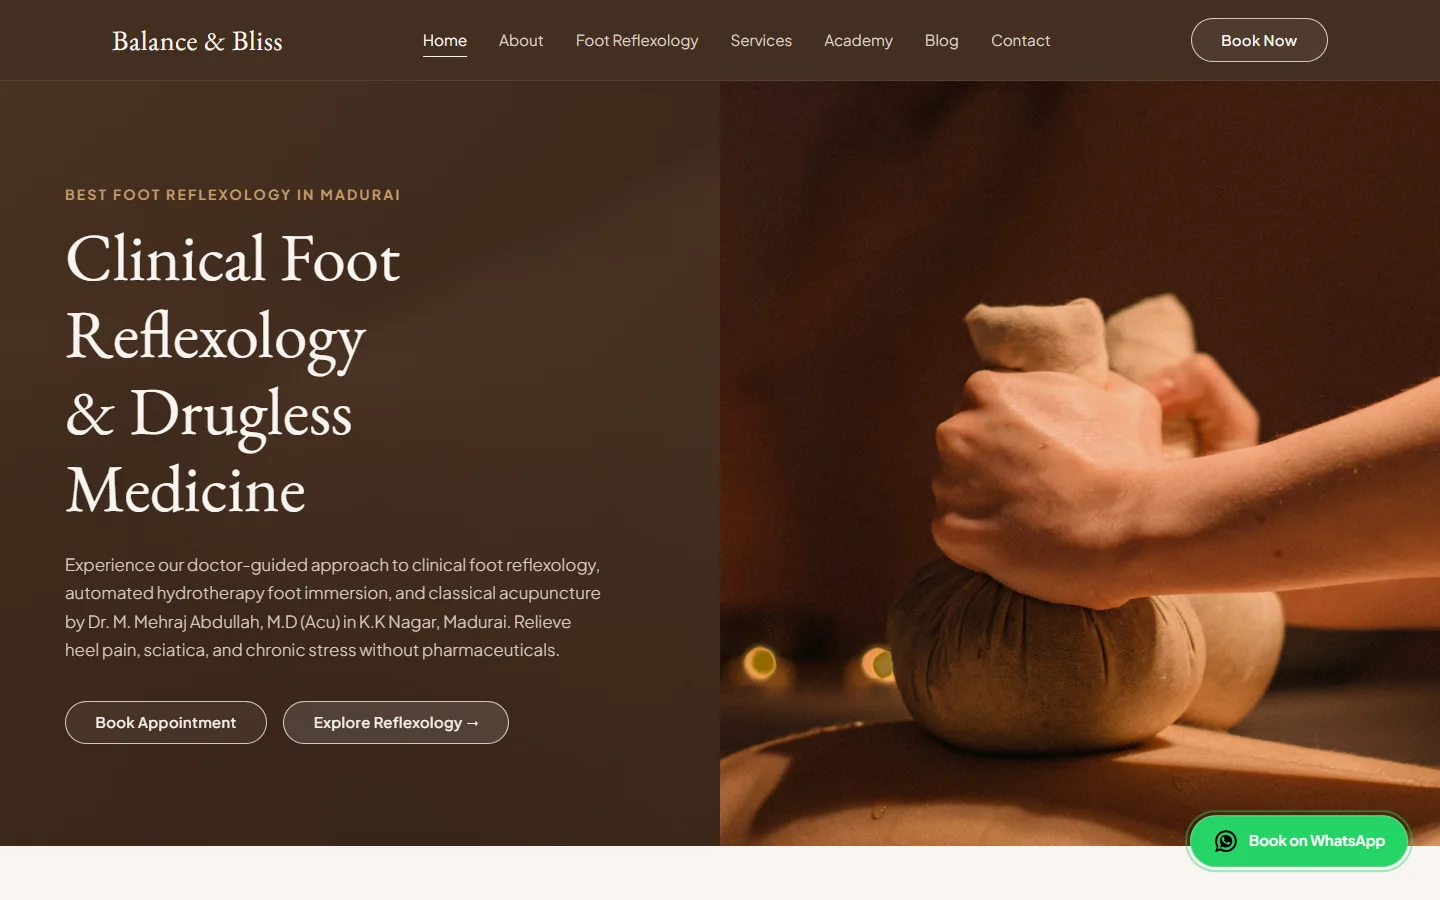 Balance & Bliss
Home
About
Foot Reflexology
Services
Academy
Blog
Contact
Book Now
BEST FOOT REFLEXOLOGY IN MADURAI
Clinical Foot
Reflexology
& Drugless
Medicine
Experience our doctor-guided approach to clinical foot reflexology,
automated hydrotherapy foot immersion, and classical acupuncture
by Dr. M. Mehraj Abdullah, M.D (Acu) in K.K Nagar, Madurai. Relieve
heel pain, sciatica, and chronic stress without pharmaceuticals.
Book Appointment
Explore Reflexology →
Book on WhatsApp